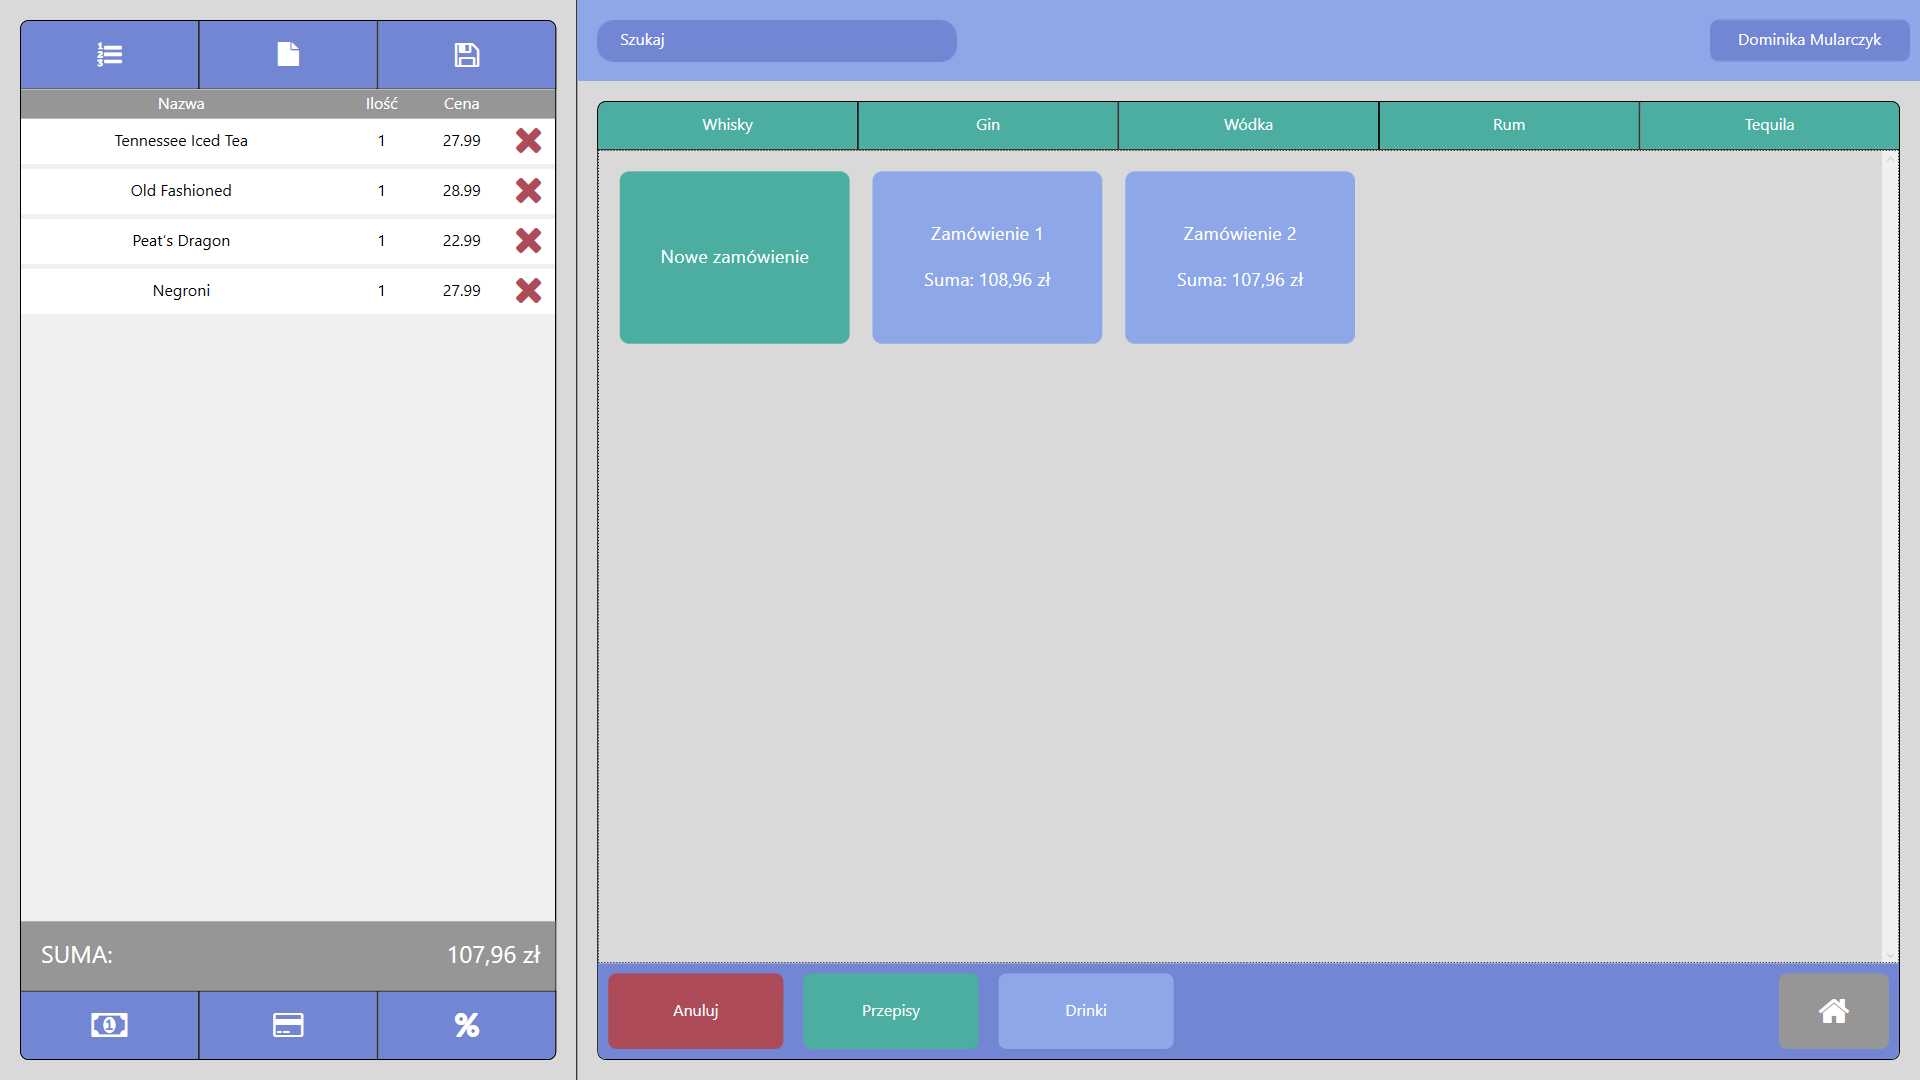 Nazwa Ilość Cena
Tennessee Iced Tea 1 27.99
Old Fashioned 1 28.99
Peat's Dragon 1 22.99
Negroni 1 27.99
SUMA: 107,96 zł
Szukaj
Dominika Mularczyk
Whisky Gin Wódka Rum Tequila
Nowe zamówienie
Zamówienie 1
Suma: 108,96 zł
Zamówienie 2
Suma: 107,96 zł
Anuluj Przepisy Drinki